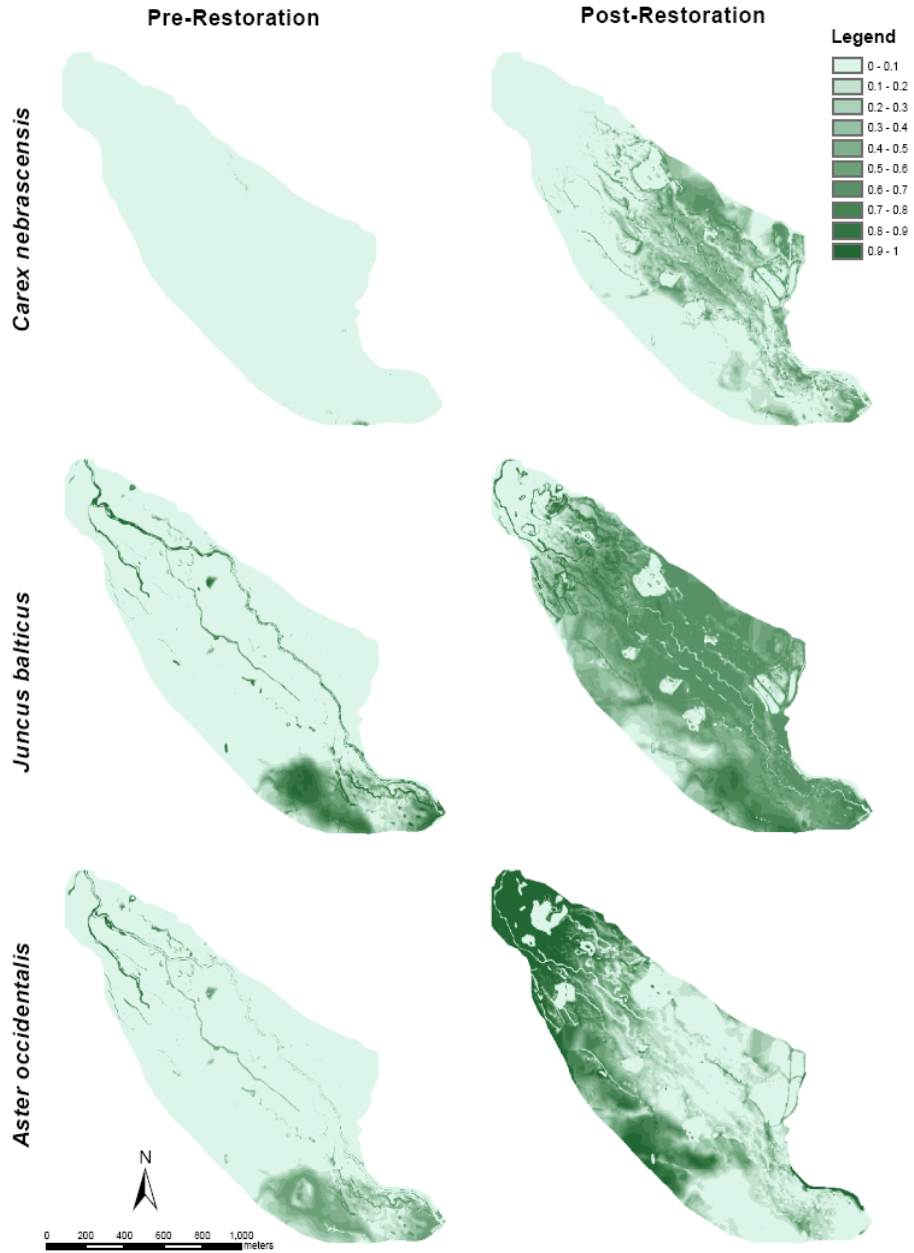 Pre-Restoration
Post-Restoration
Legend
0 - 0.1
0.1 - 0.2
0.2 - 0.3
0.3 - 0.4
0.4 - 0.5
0.5 - 0.6
0.6 - 0.7
0.7 - 0.8
0.8 - 0.9
0.9 - 1
Carex nebrascensis
Juncus balticus
Aster occidentalis
N
0 200 400 600 800 1,000
meters